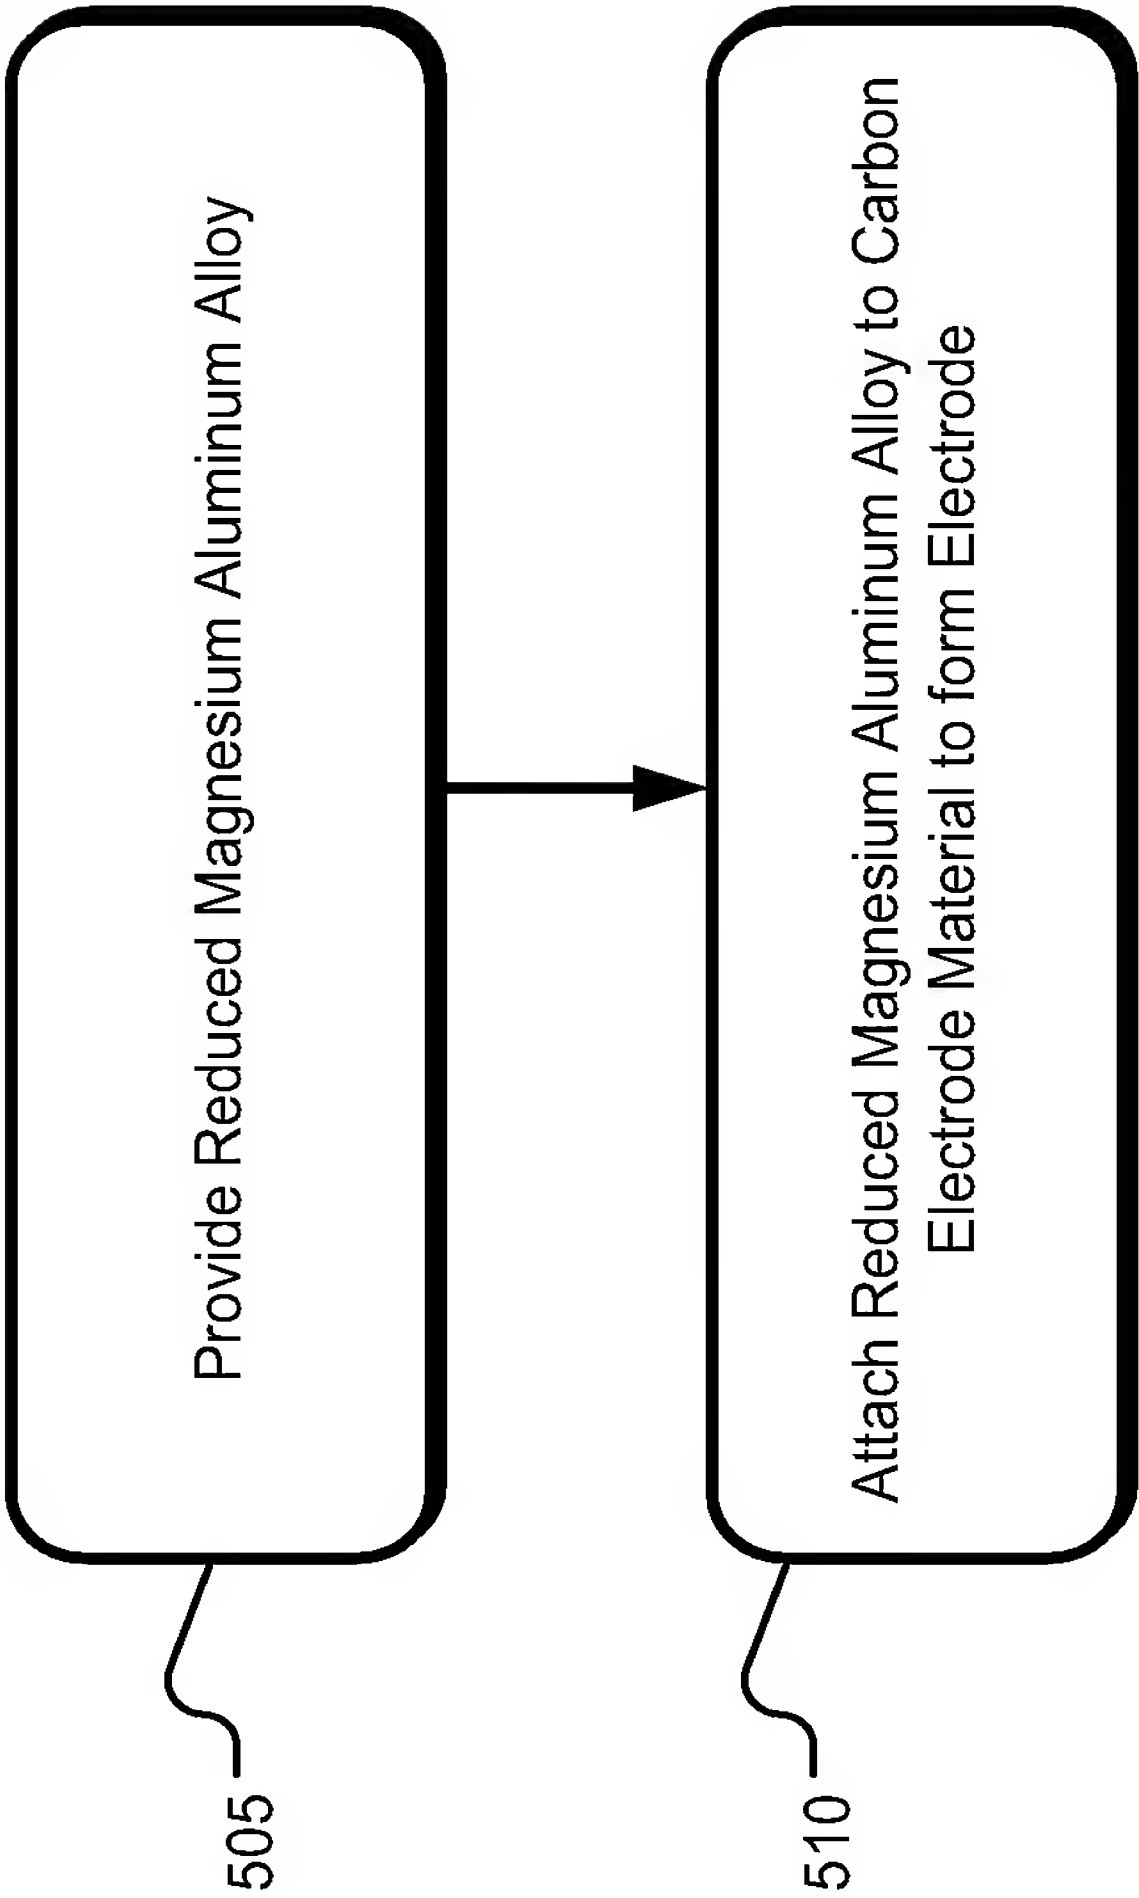 505
Provide Reduced Magnesium Aluminum Alloy
510
Attach Reduced Magnesium Aluminum Alloy to Carbon
Electrode Material to form Electrode